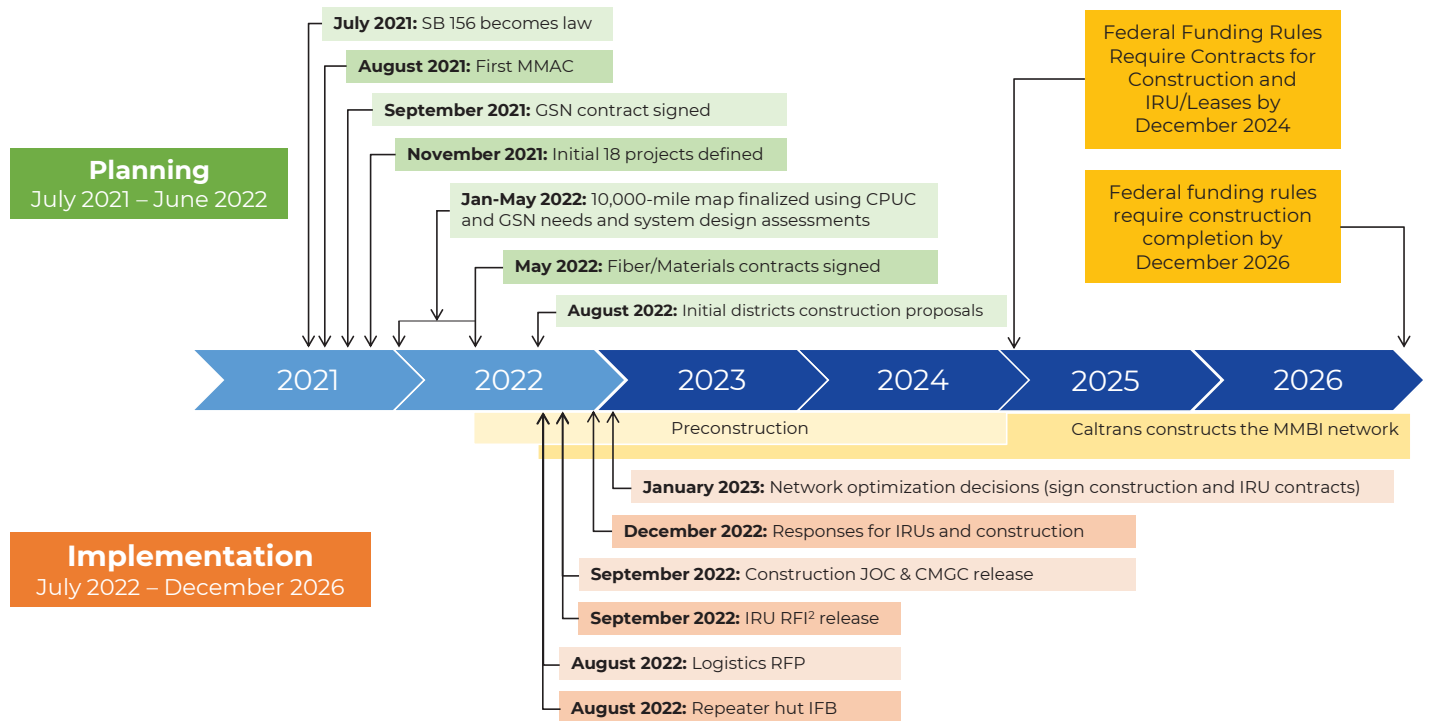 July 2021: SB 156 becomes law
August 2021: First MMAC
September 2021: GSN contract signed
November 2021: Initial 18 projects defined
Planning
July 2021 – June 2022
Jan-May 2022: 10,000-mile map finalized using CPUC
and GSN needs and system design assessments
May 2022: Fiber/Materials contracts signed
August 2022: Initial districts construction proposals
Federal Funding Rules
Require Contracts for
Construction and
IRU/Leases by
December 2024
Federal funding rules
require construction
completion by
December 2026
2021
2022
2023
2024
2025
2026
Preconstruction
Caltrans constructs the MMBI network
January 2023: Network optimization decisions (sign construction and IRU contracts)
December 2022: Responses for IRUs and construction
Implementation
July 2022 – December 2026
September 2022: Construction JOC & CMGC release
September 2022: IRU RFI² release
August 2022: Logistics RFP
August 2022: Repeater hut IFB